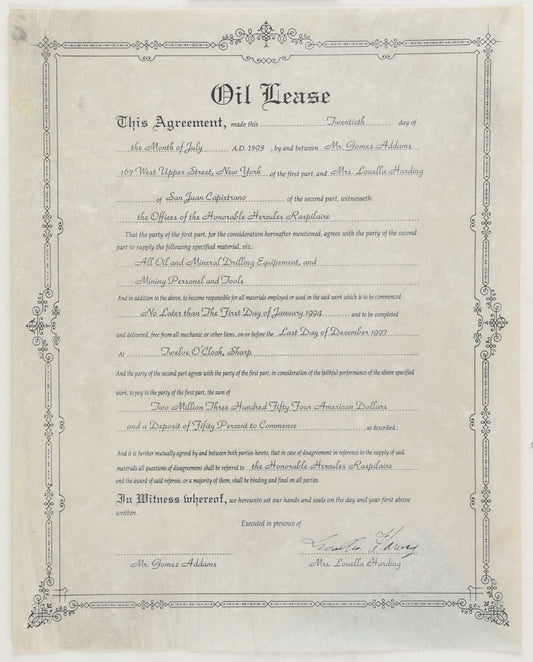 Oil Lease
This Agreement, made this Twentieth day of
the Month of July A.D. 1993, by and between Mr. Gomez Addams
167 West Upper Street, New York of the first part, and Mrs. Louella Harding
of San Juan Capistrano of the second part, witnesseth:
the Offices of the Honorable Hercules Raspilaire
That the party of the first part, for the consideration hereinafter mentioned, agrees with the party of the second
part to supply the following specified material, viz.:
All Oil and Mineral Drilling Equipement, and
Mining Personel and Tools
And in addition to the above, to become responsible for all materials employed or used in the said work which is to be commenced
No Later than The First Day of January 1994 and to be completed
and delivered, free from all mechanic or other liens, on or before the Last Day of December 1997
At Twelve O'Clock, Sharp
And the party of the second part agrees with the party of the first part, in consideration of the faithful performance of the above specified
work, to pay to the party of the first part, the sum of
Two Million Three Hundred Fifty Four American Dollars
and a Deposit of Fifity Percent to Commence as described.
And it is further mutually agreed by and between both parties hereto, that in case of disagreement in reference to the supply of said
materials all questions of disagreement shall be referred to the Honorable Hercules Raspilaire
and the award of said referees, or a majority of them, shall be binding and final on all parties.
In Witness whereof, we hereunto set our hands and seals on the day and year first above
written.
Executed in presence of
Mr. Gomez Addams Mrs. Louella Harding